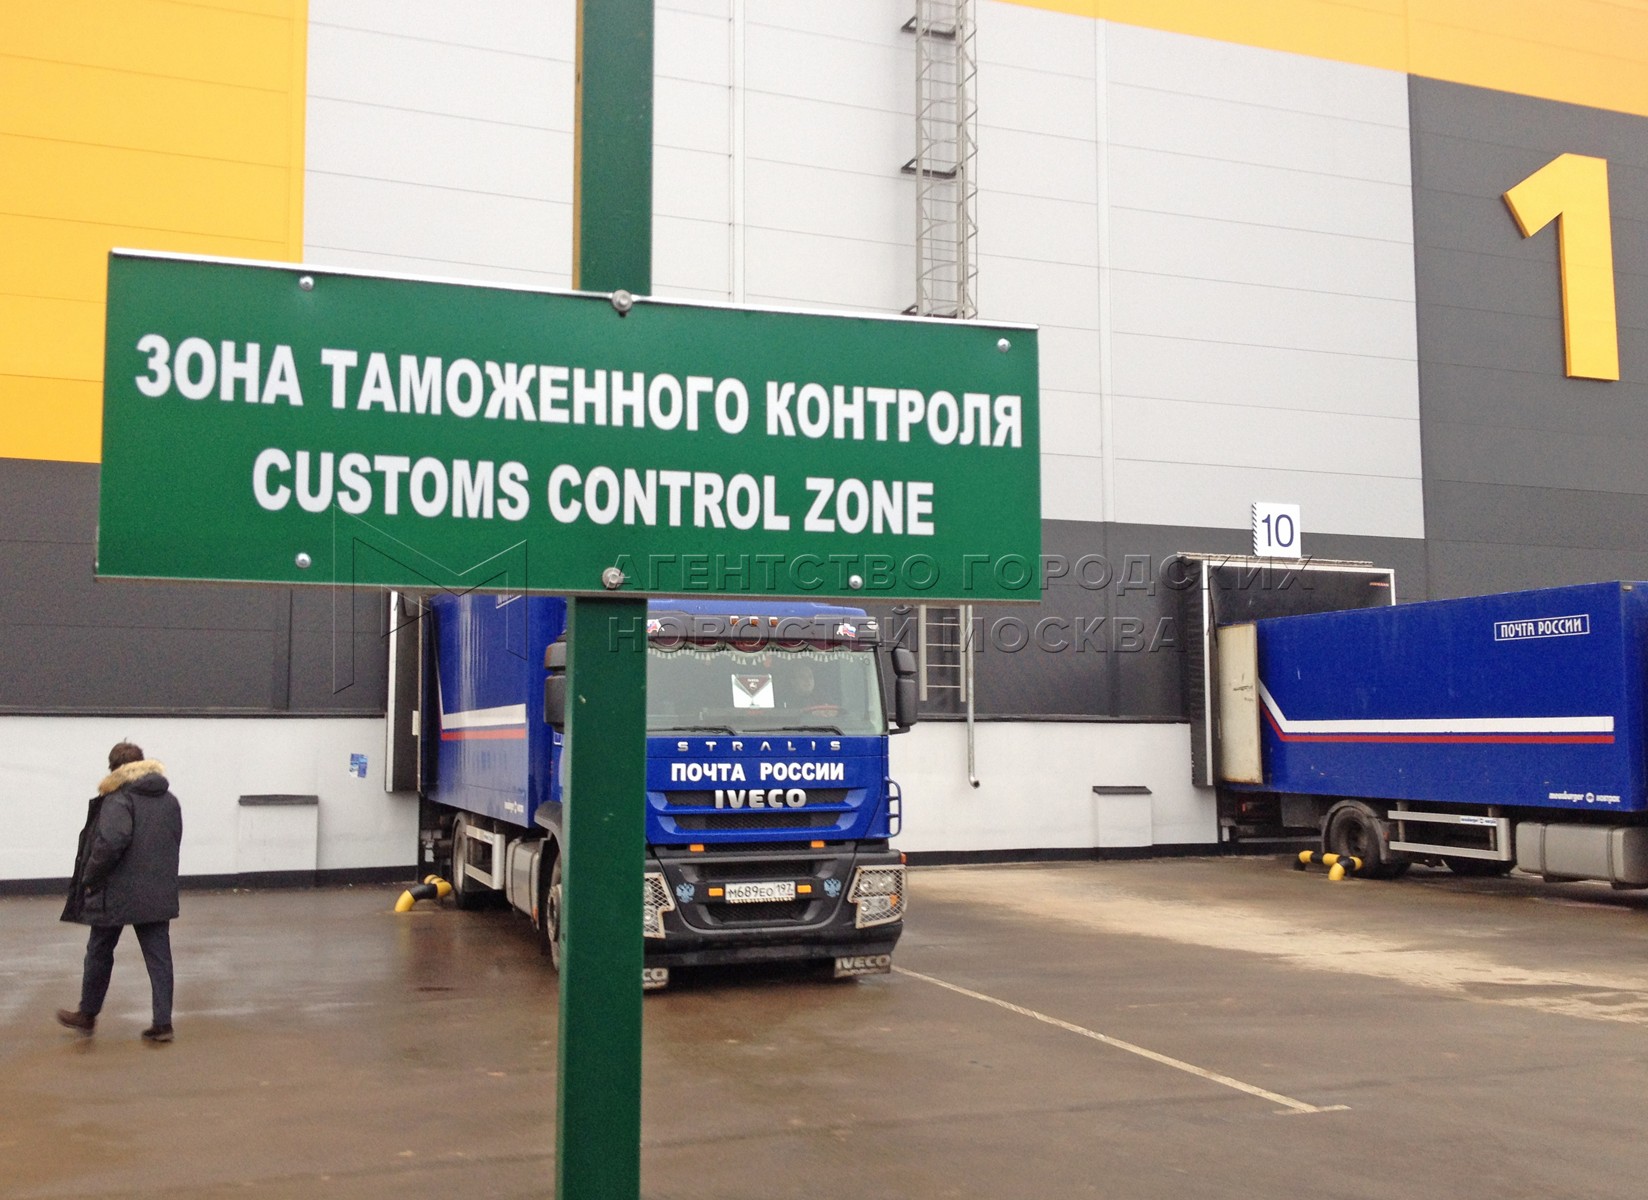 1
ЗОНА ТАМОЖЕННОГО КОНТРОЛЯ
CUSTOMS CONTROL ZONE
10
АГЕНТСТВО ГОРОДСКИХ
НОВОСТЕЙ МОСКВА
ПОЧТА РОССИИ
STRALIS
ПОЧТА РОССИИ
IVECO
М689ЕО 197
IVECO